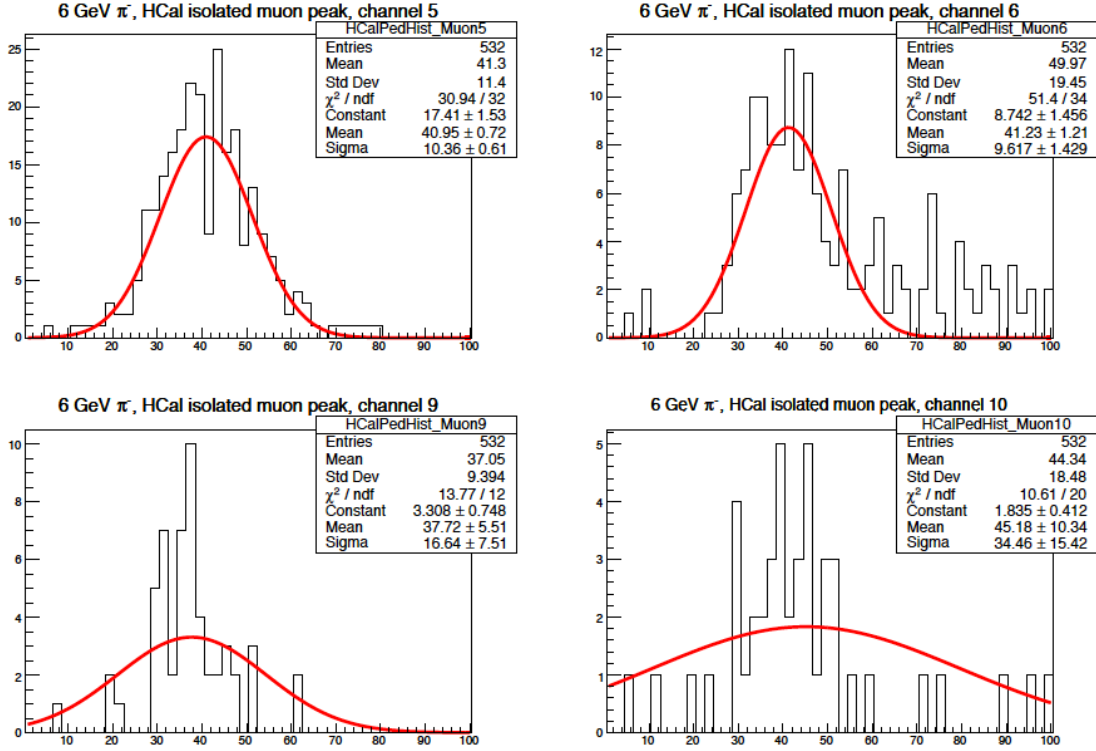 6 GeV π⁻, HCal isolated muon peak, channel 5
HCalPedHist_Muon5
Entries 532
Mean 41.3
Std Dev 11.4
χ² / ndf 30.94 / 32
Constant 17.41 ± 1.53
Mean 40.95 ± 0.72
Sigma 10.36 ± 0.61
25
20
15
10
5
0
10 20 30 40 50 60 70 80 90 100
6 GeV π⁻, HCal isolated muon peak, channel 6
HCalPedHist_Muon6
Entries 532
Mean 49.97
Std Dev 19.45
χ² / ndf 51.4 / 34
Constant 8.742 ± 1.456
Mean 41.23 ± 1.21
Sigma 9.617 ± 1.429
12
10
8
6
4
2
0
10 20 30 40 50 60 70 80 90 100
6 GeV π⁻, HCal isolated muon peak, channel 9
HCalPedHist_Muon9
Entries 532
Mean 37.05
Std Dev 9.394
χ² / ndf 13.77 / 12
Constant 3.308 ± 0.748
Mean 37.72 ± 5.51
Sigma 16.64 ± 7.51
10
8
6
4
2
0
10 20 30 40 50 60 70 80 90 100
6 GeV π⁻, HCal isolated muon peak, channel 10
HCalPedHist_Muon10
Entries 532
Mean 44.34
Std Dev 18.48
χ² / ndf 10.61 / 20
Constant 1.835 ± 0.412
Mean 45.18 ± 10.34
Sigma 34.46 ± 15.42
5
4
3
2
1
0
10 20 30 40 50 60 70 80 90 100